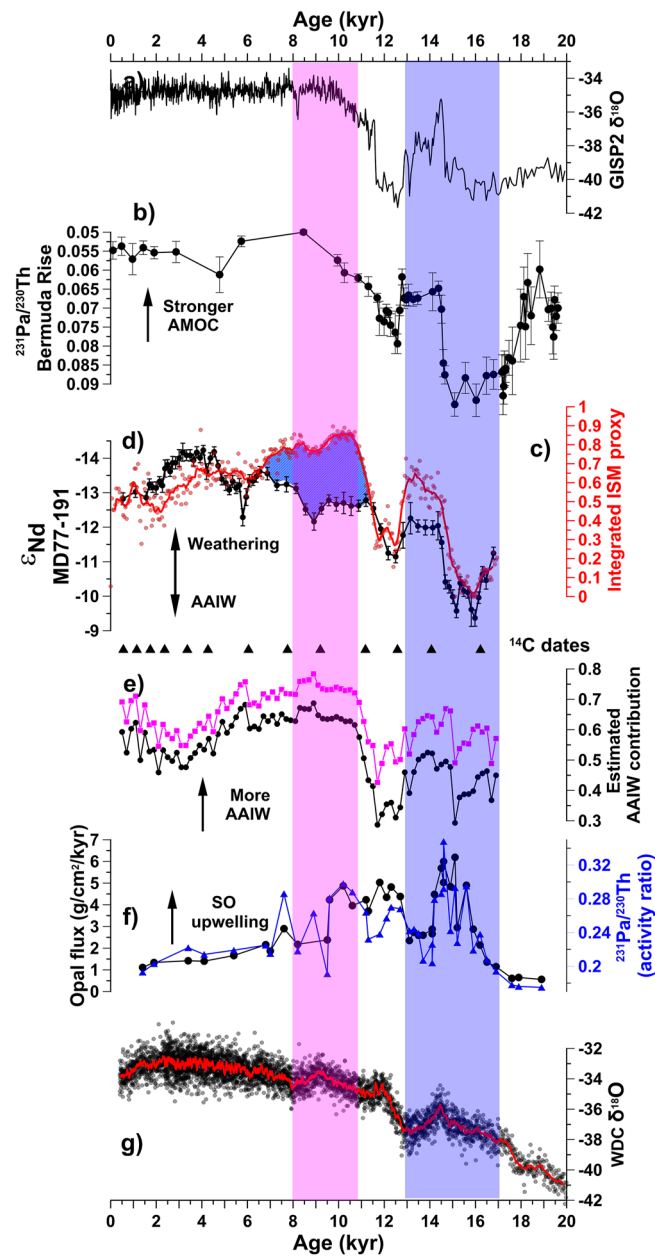 Age (kyr)
0 2 4 6 8 10 12 14 16 18 20
a)
-34
-36
-38
-40
-42
GISP2 δ¹⁸O
b)
0.05
0.055
0.06
0.065
0.07
0.075
0.08
0.085
0.09
²³¹Pa/²³⁰Th
Bermuda Rise
Stronger
AMOC
d)
c)
-14
-13
-12
-11
-10
-9
εNd
MD77-191
Weathering
AAIW
1
0.9
0.8
0.7
0.6
0.5
0.4
0.3
0.2
0.1
0
Integrated ISM proxy
¹⁴C dates
e)
0.8
0.7
0.6
0.5
0.4
0.3
Estimated
AAIW contribution
More
AAIW
7
6
5
4
3
2
1
0
Opal flux (g/cm²/kyr)
f)
SO
upwelling
0.32
0.28
0.24
0.2
²³¹Pa/²³⁰Th
(activity ratio)
g)
-32
-34
-36
-38
-40
-42
WDC δ¹⁸O
0 2 4 6 8 10 12 14 16 18 20
Age (kyr)